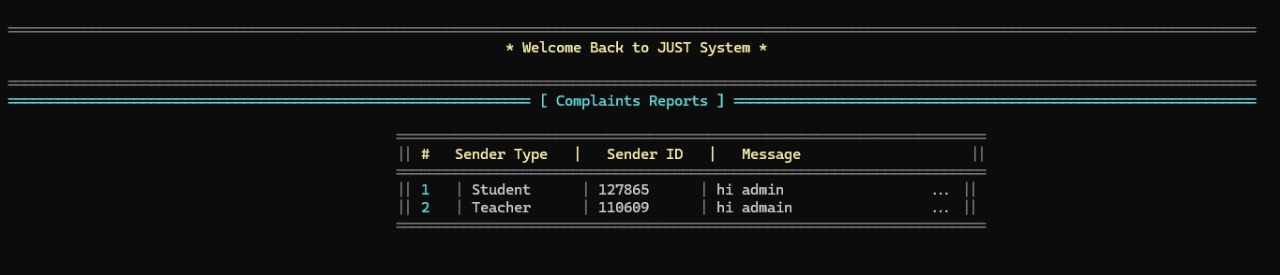 * Welcome Back to JUST System *
[ Complaints Reports ]
|| # Sender Type | Sender ID | Message ||
|| 1 | Student | 127865 | hi admin ... ||
|| 2 | Teacher | 110609 | hi admain ... ||